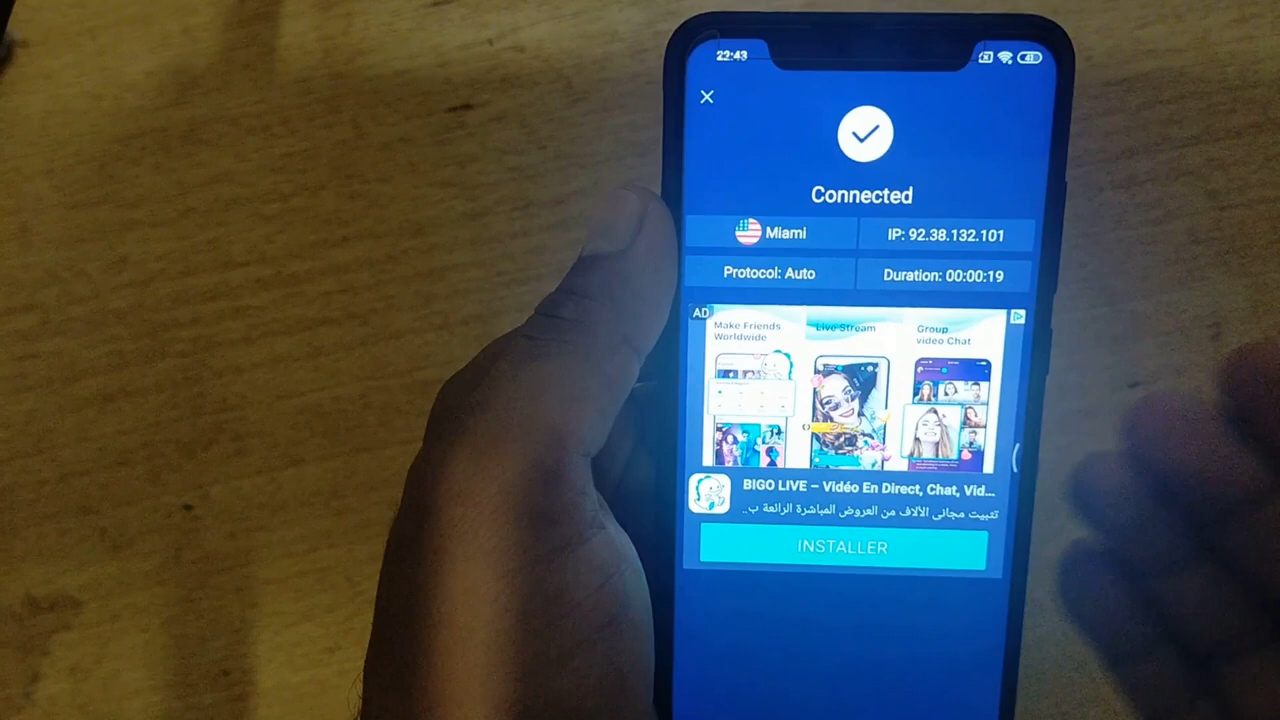 22:43
41
Connected
Miami
IP: 92.38.132.101
Protocol: Auto
Duration: 00:00:19
AD
Make Friends
Worldwide
Live Stream
Group
video Chat
BIGO LIVE – Vidéo En Direct, Chat, Vid...
تثبيت مجاني الآلاف من العروض المباشرة الرائعة ب..
INSTALLER